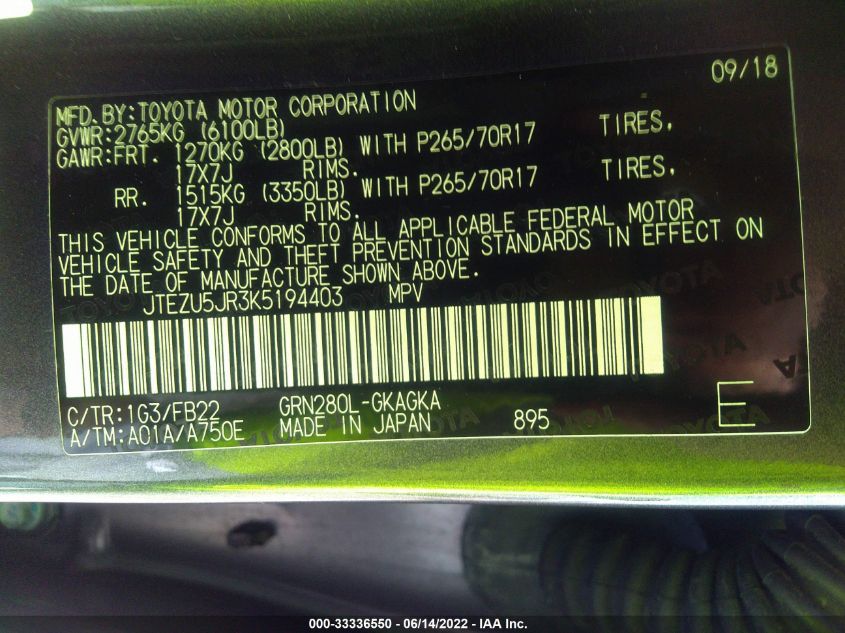 09/18
MFD.BY:TOYOTA MOTOR CORPORATION
GVWR:2765KG (6100LB)
GAWR:FRT. 1270KG (2800LB) WITH P265/70R17 TIRES,
17X7J RIMS.
RR. 1515KG (3350LB) WITH P265/70R17 TIRES,
17X7J RIMS.
THIS VEHICLE CONFORMS TO ALL APPLICABLE FEDERAL MOTOR
VEHICLE SAFETY AND THEFT PREVENTION STANDARDS IN EFFECT ON
THE DATE OF MANUFACTURE SHOWN ABOVE.
JTEZU5JR3K5194403 MPV
C/TR:1G3/FB22 GRN280L-GKAGKA
A/TM:A01A/A750E MADE IN JAPAN 895 E
000-33336550 - 06/14/2022 - IAA Inc.